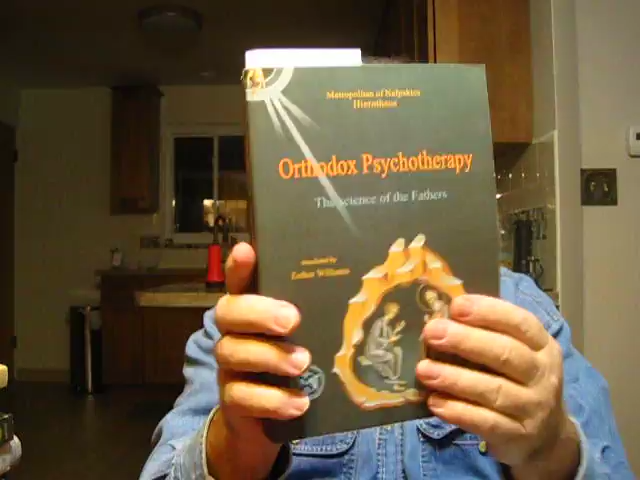 Metropolitan of Nafpaktos
Hierotheos
Orthodox Psychotherapy
The science of the Fathers
translated by
Esther Williams